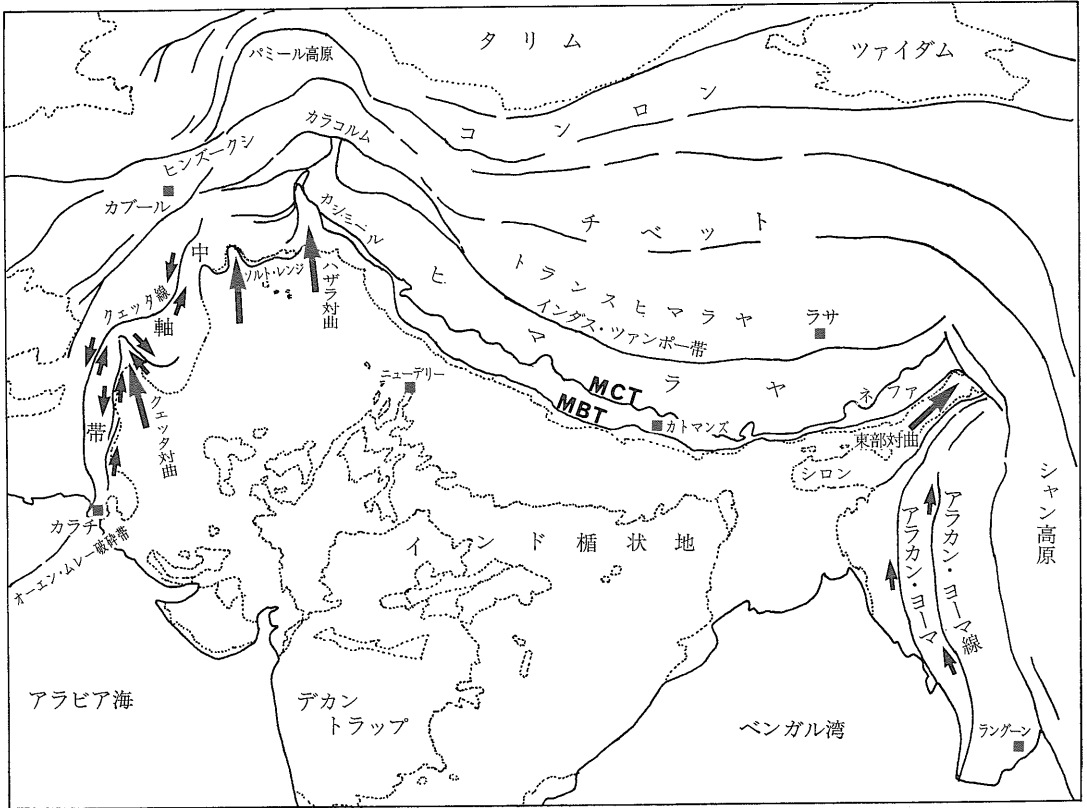 タリム
ツァイダム
パミール高原
コンロン
カラコルム
ヒンズークシ
カブール
カシミール
チベット
中軸帯
ソルト・レンジ
ハザラ対曲
クェッタ線
トランスヒマラヤ
ラサ
インダス・ツァンポー帯
ヒマラヤ
ニューデリー
MCT
MBT
カトマンズ
ネファ
東部対曲
シロン
クェッタ対曲
カラチ
オーエン・ムレー破砕帯
インド楯状地
アラカン・ヨーマ
アラカン・ヨーマ線
シャン高原
アラビア海
デカン
トラップ
ベンガル湾
ラングーン